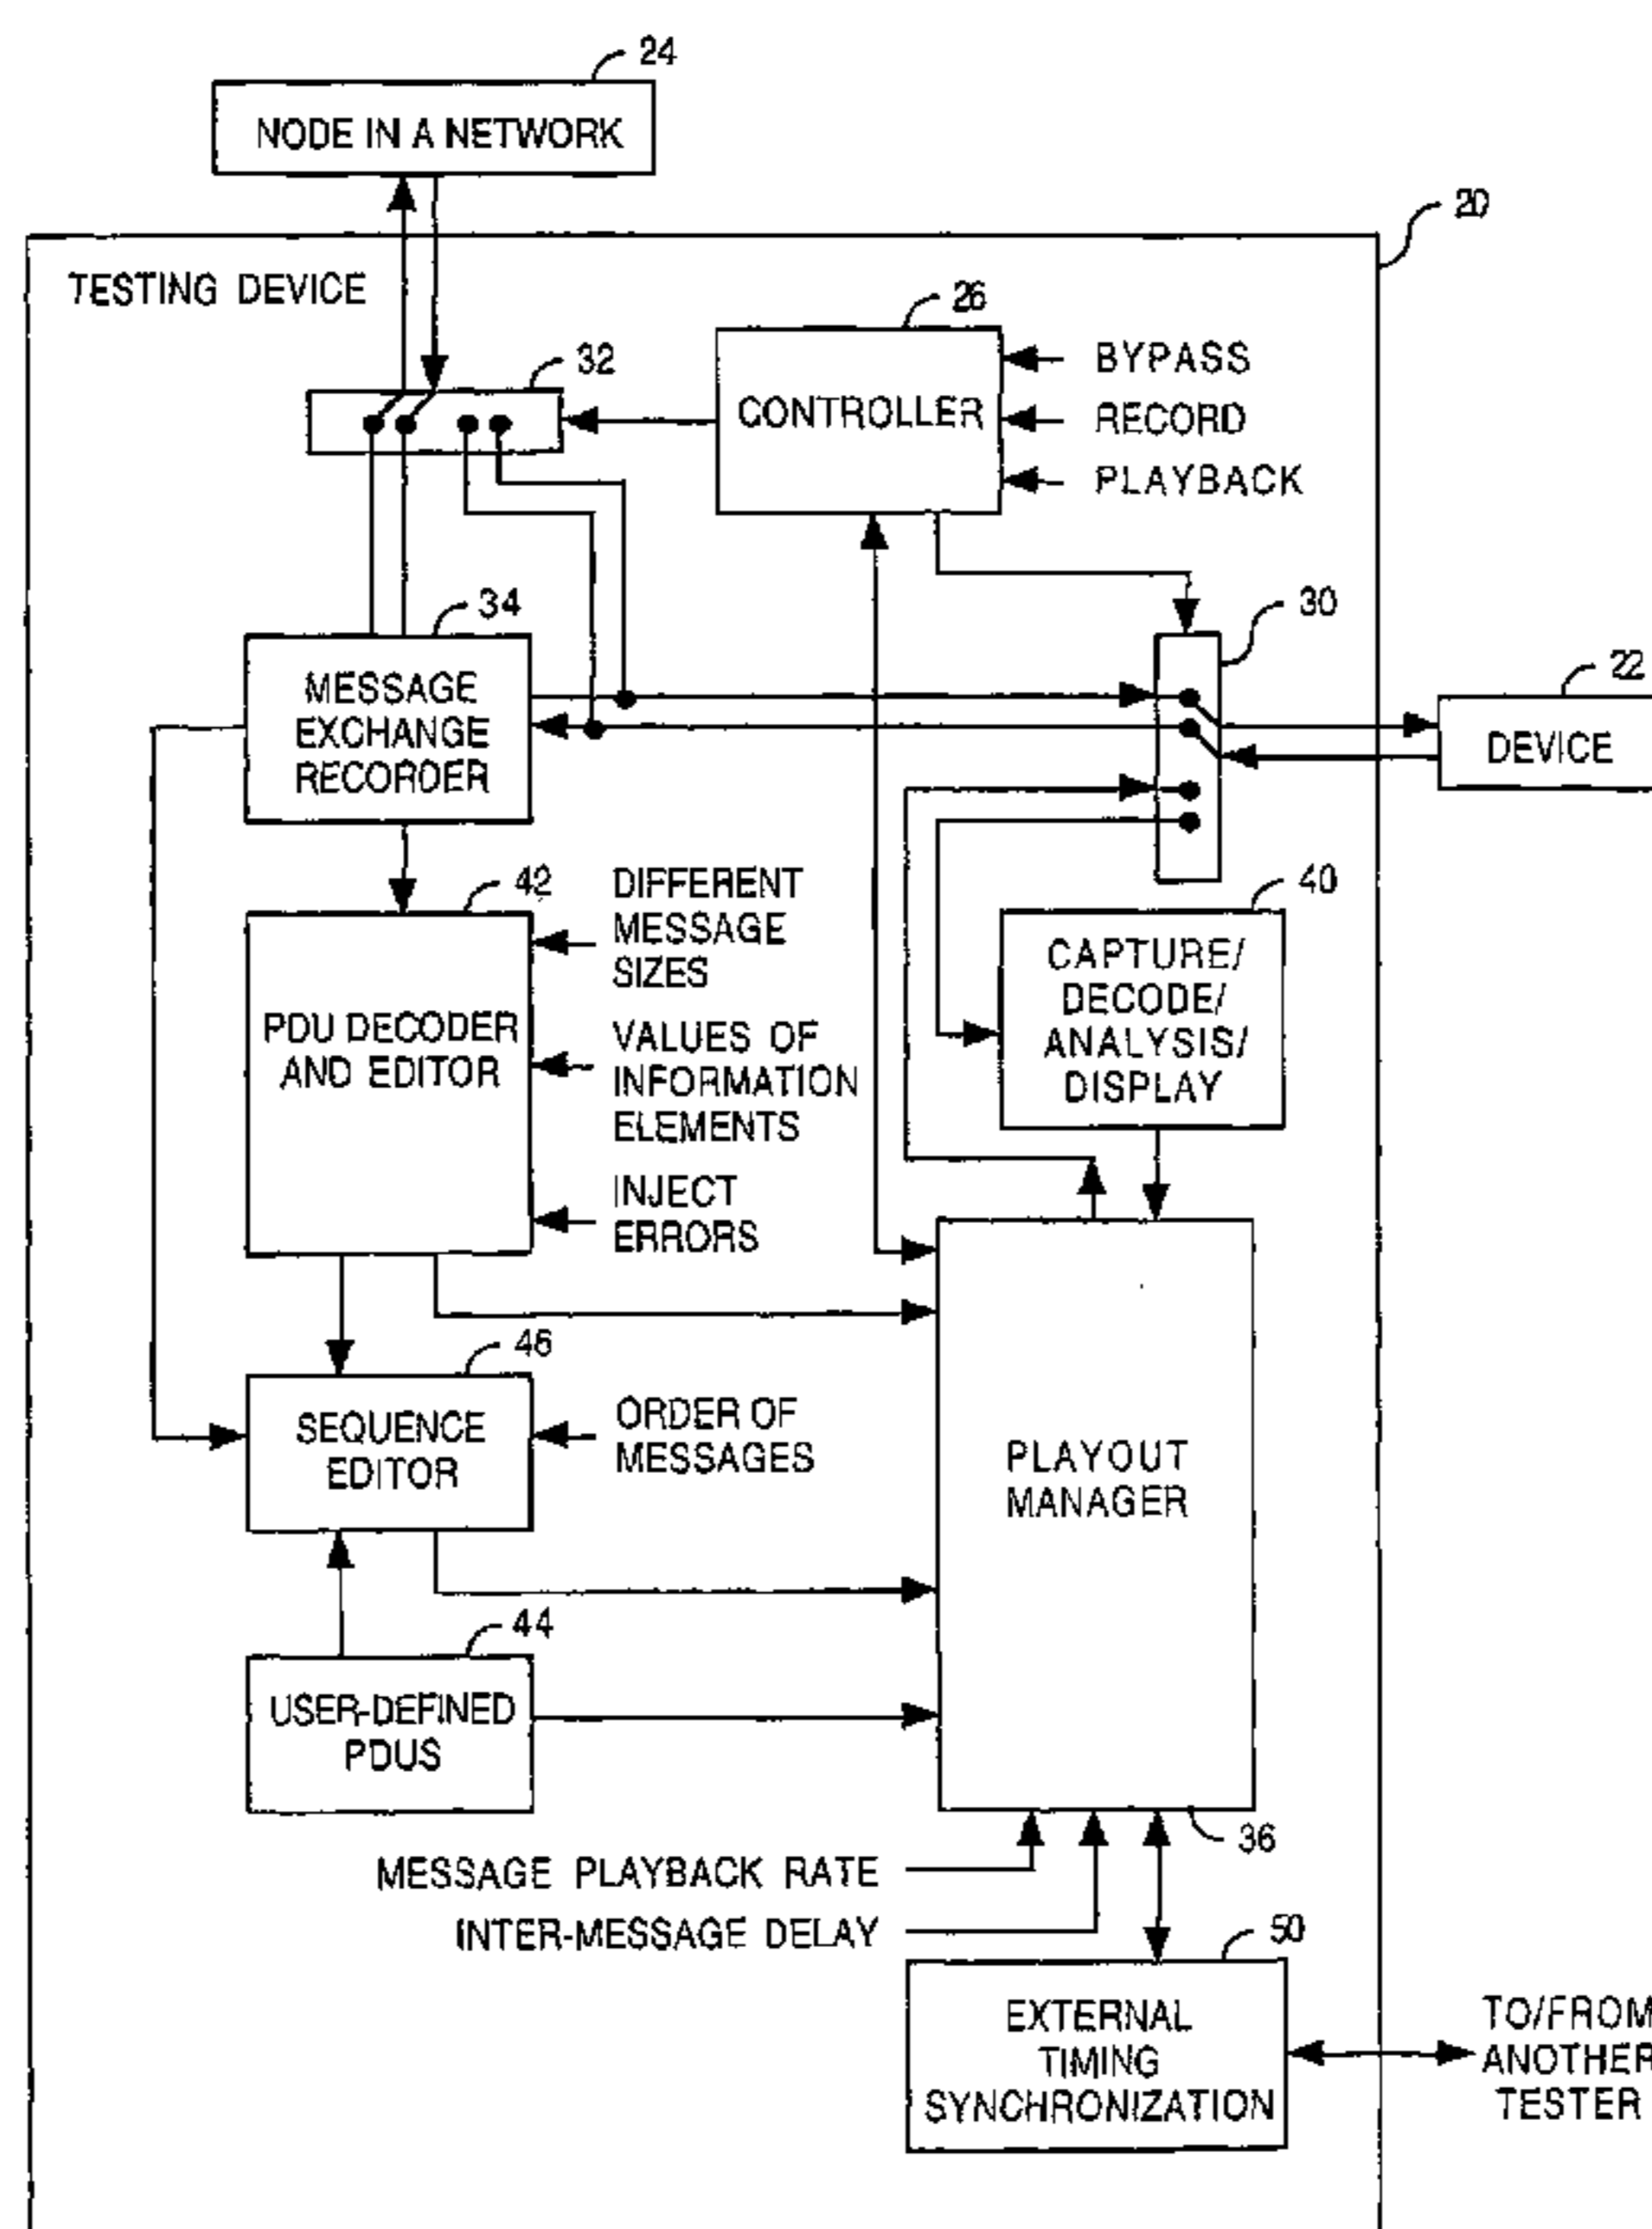 24
NODE IN A NETWORK
20
TESTING DEVICE
26
32
BYPASS
CONTROLLER
RECORD
PLAYBACK
34
30
MESSAGE
EXCHANGE
RECORDER
22
DEVICE
42
DIFFERENT
MESSAGE
SIZES
40
CAPTURE/
DECODE/
ANALYSIS/
DISPLAY
PDU DECODER
AND EDITOR
VALUES OF
INFORMATION
ELEMENTS
INJECT
ERRORS
46
SEQUENCE
EDITOR
ORDER OF
MESSAGES
PLAYOUT
MANAGER
44
USER-DEFINED
PDUS
36
MESSAGE PLAYBACK RATE
INTER-MESSAGE DELAY
50
EXTERNAL
TIMING
SYNCHRONIZATION
TO/FROM
ANOTHER
TESTER